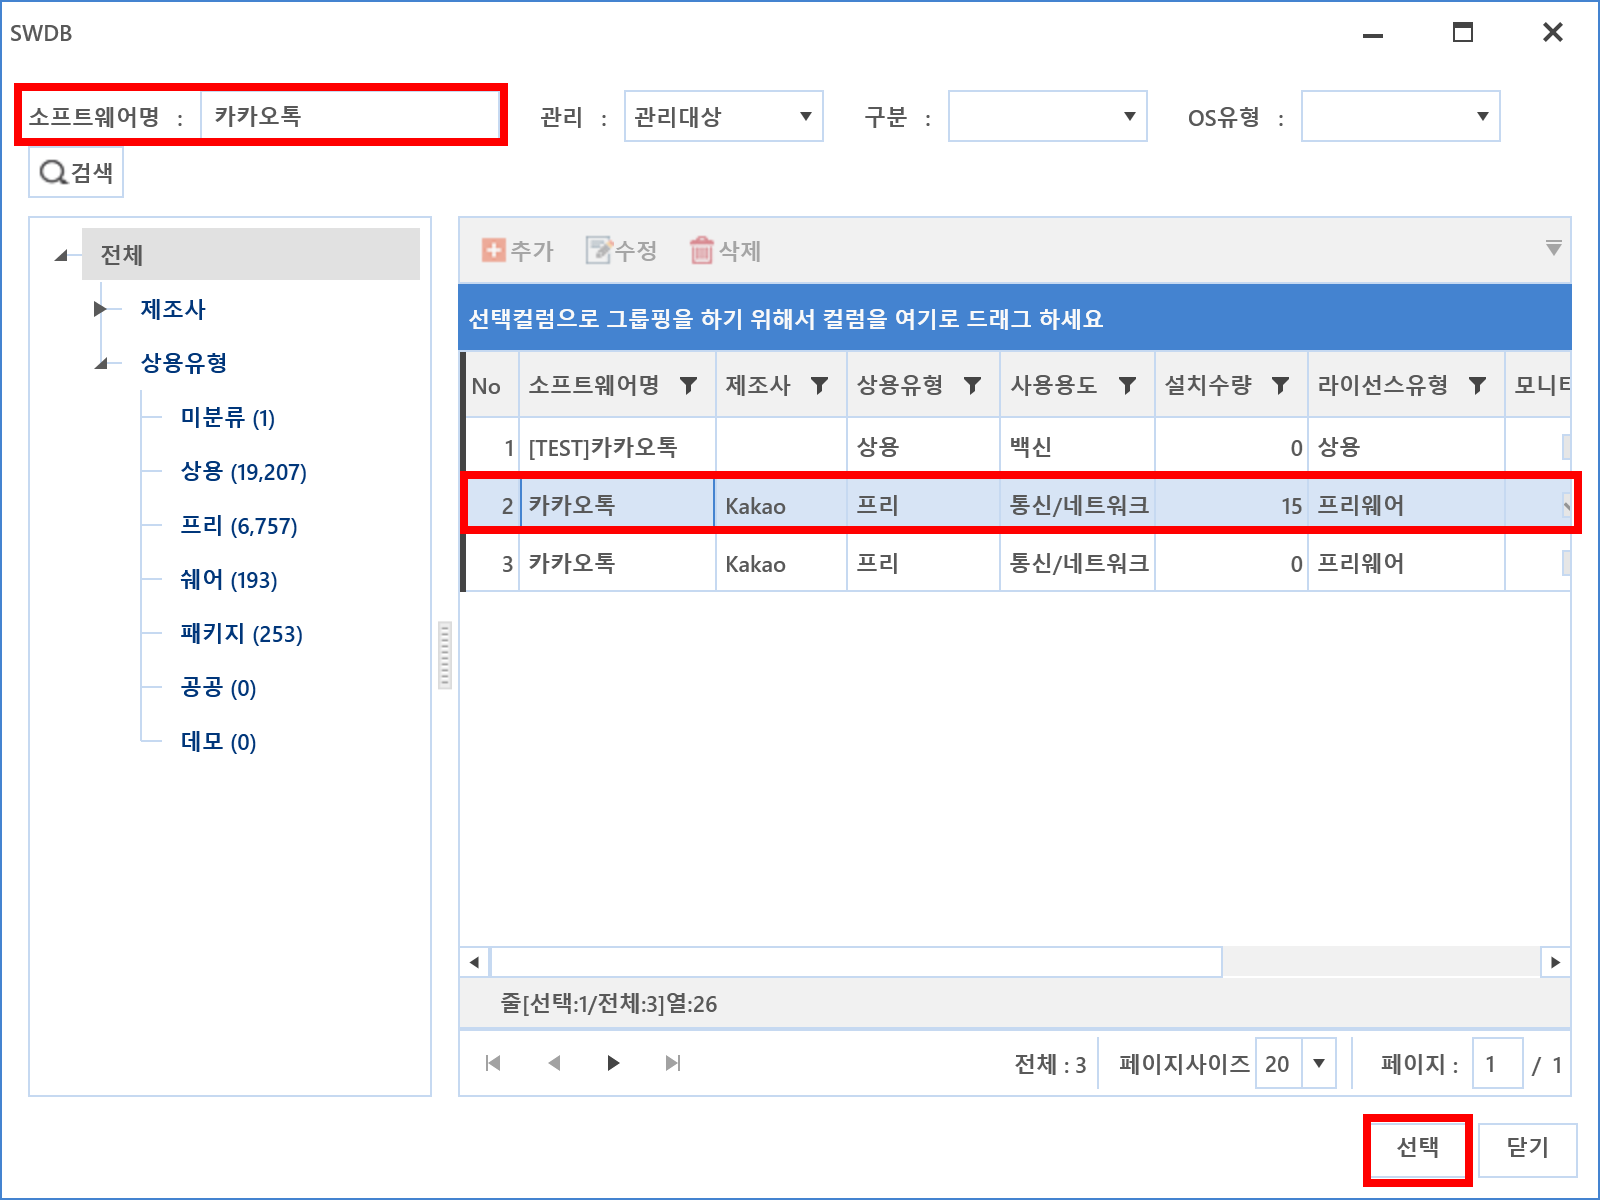 SWDB
소프트웨어명 : 카카오톡 관리 : 관리대상 구분 : OS유형 :
검색
전체
제조사
상용유형
미분류 (1)
상용 (19,207)
프리 (6,757)
쉐어 (193)
패키지 (253)
공공 (0)
데모 (0)
추가 수정 삭제
선택컬럼으로 그룹핑을 하기 위해서 컬럼을 여기로 드래그 하세요
No 소프트웨어명 제조사 상용유형 사용용도 설치수량 라이선스유형 모니터
1 [TEST]카카오톡 상용 백신 0 상용
2 카카오톡 Kakao 프리 통신/네트워크 15 프리웨어
3 카카오톡 Kakao 프리 통신/네트워크 0 프리웨어
줄[선택:1/전체:3]열:26
전체 : 3 페이지사이즈 20 페이지 : 1 / 1
선택 닫기